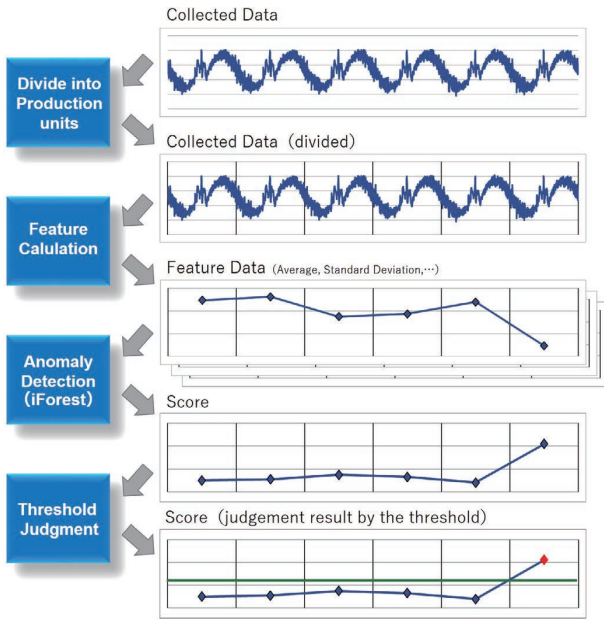 Collected Data
Divide into
Production
units
Collected Data (divided)
Feature
Calulation
Feature Data (Average, Standard Deviation,⋯)
Anomaly
Detection
(iForest)
Score
Threshold
Judgment
Score (judgement result by the threshold)